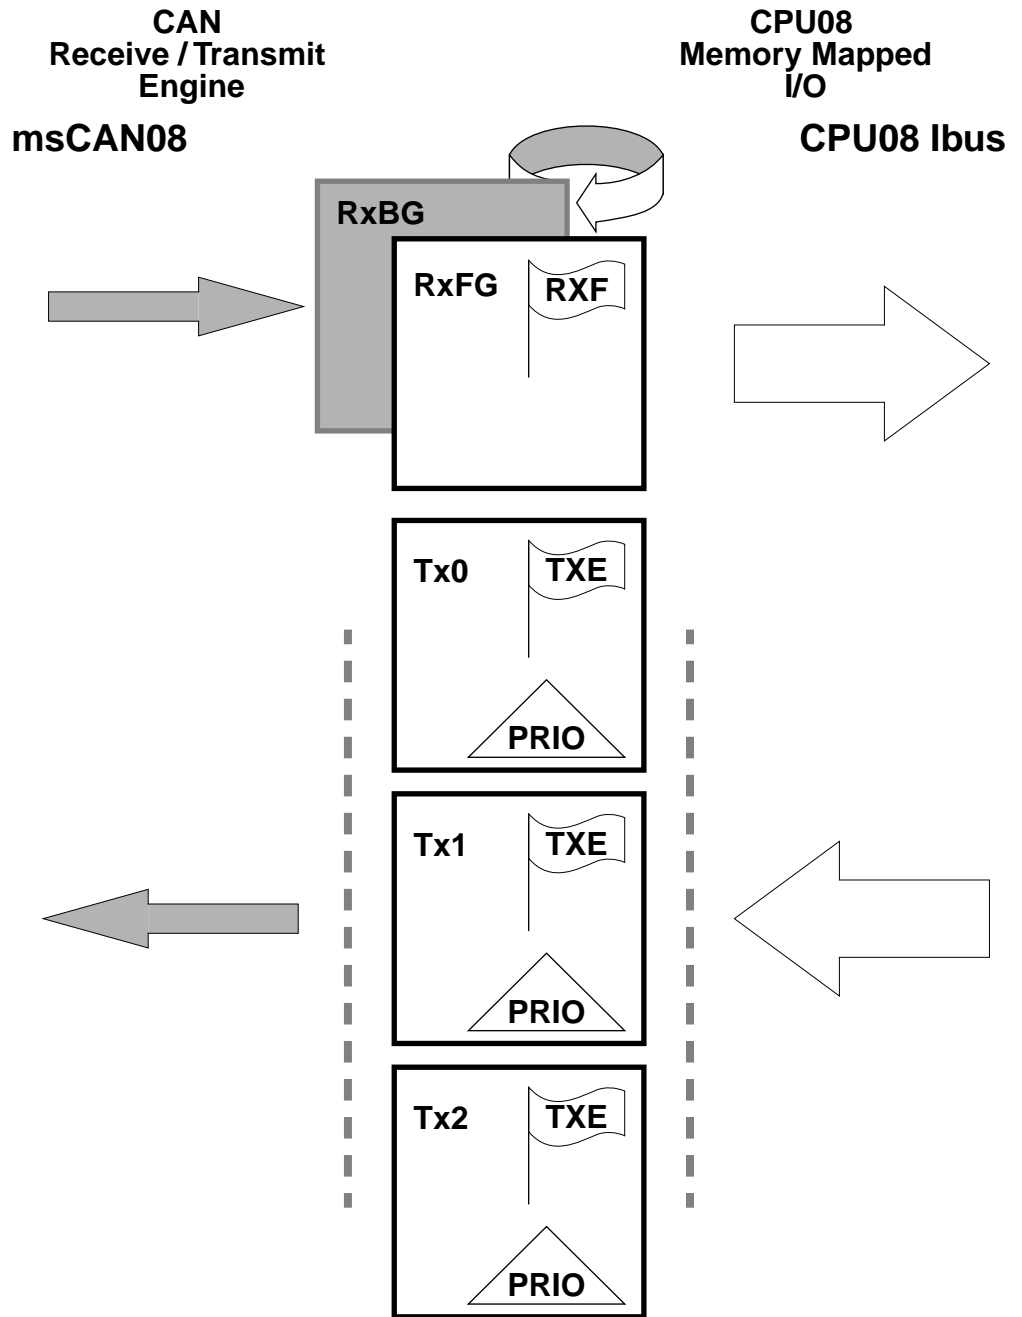 CAN
Receive / Transmit
Engine
CPU08
Memory Mapped
I/O
msCAN08
CPU08 Ibus
RxBG
RxFG
RXF
Tx0
TXE
PRIO
Tx1
TXE
PRIO
Tx2
TXE
PRIO